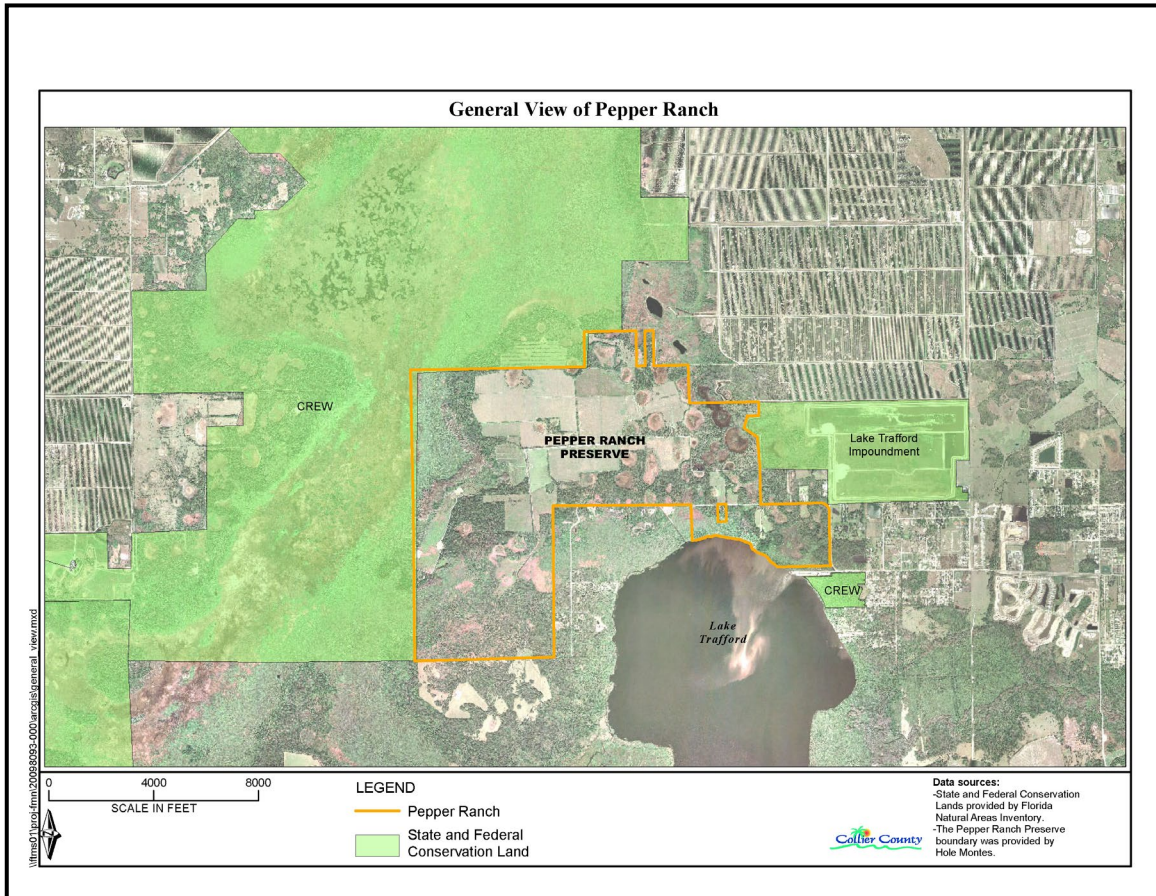 General View of Pepper Ranch
CREW
PEPPER RANCH
PRESERVE
Lake Trafford
Impoundment
CREW
Lake
Trafford
\\ftms01\proj-fmn\20098093-000\arcgis\general_view.mxd
0 4000 8000
SCALE IN FEET
LEGEND
Pepper Ranch
State and Federal
Conservation Land
Collier County
Data sources:
-State and Federal Conservation
Lands provided by Florida
Natural Areas Inventory.
-The Pepper Ranch Preserve
boundary was provided by
Hole Montes.